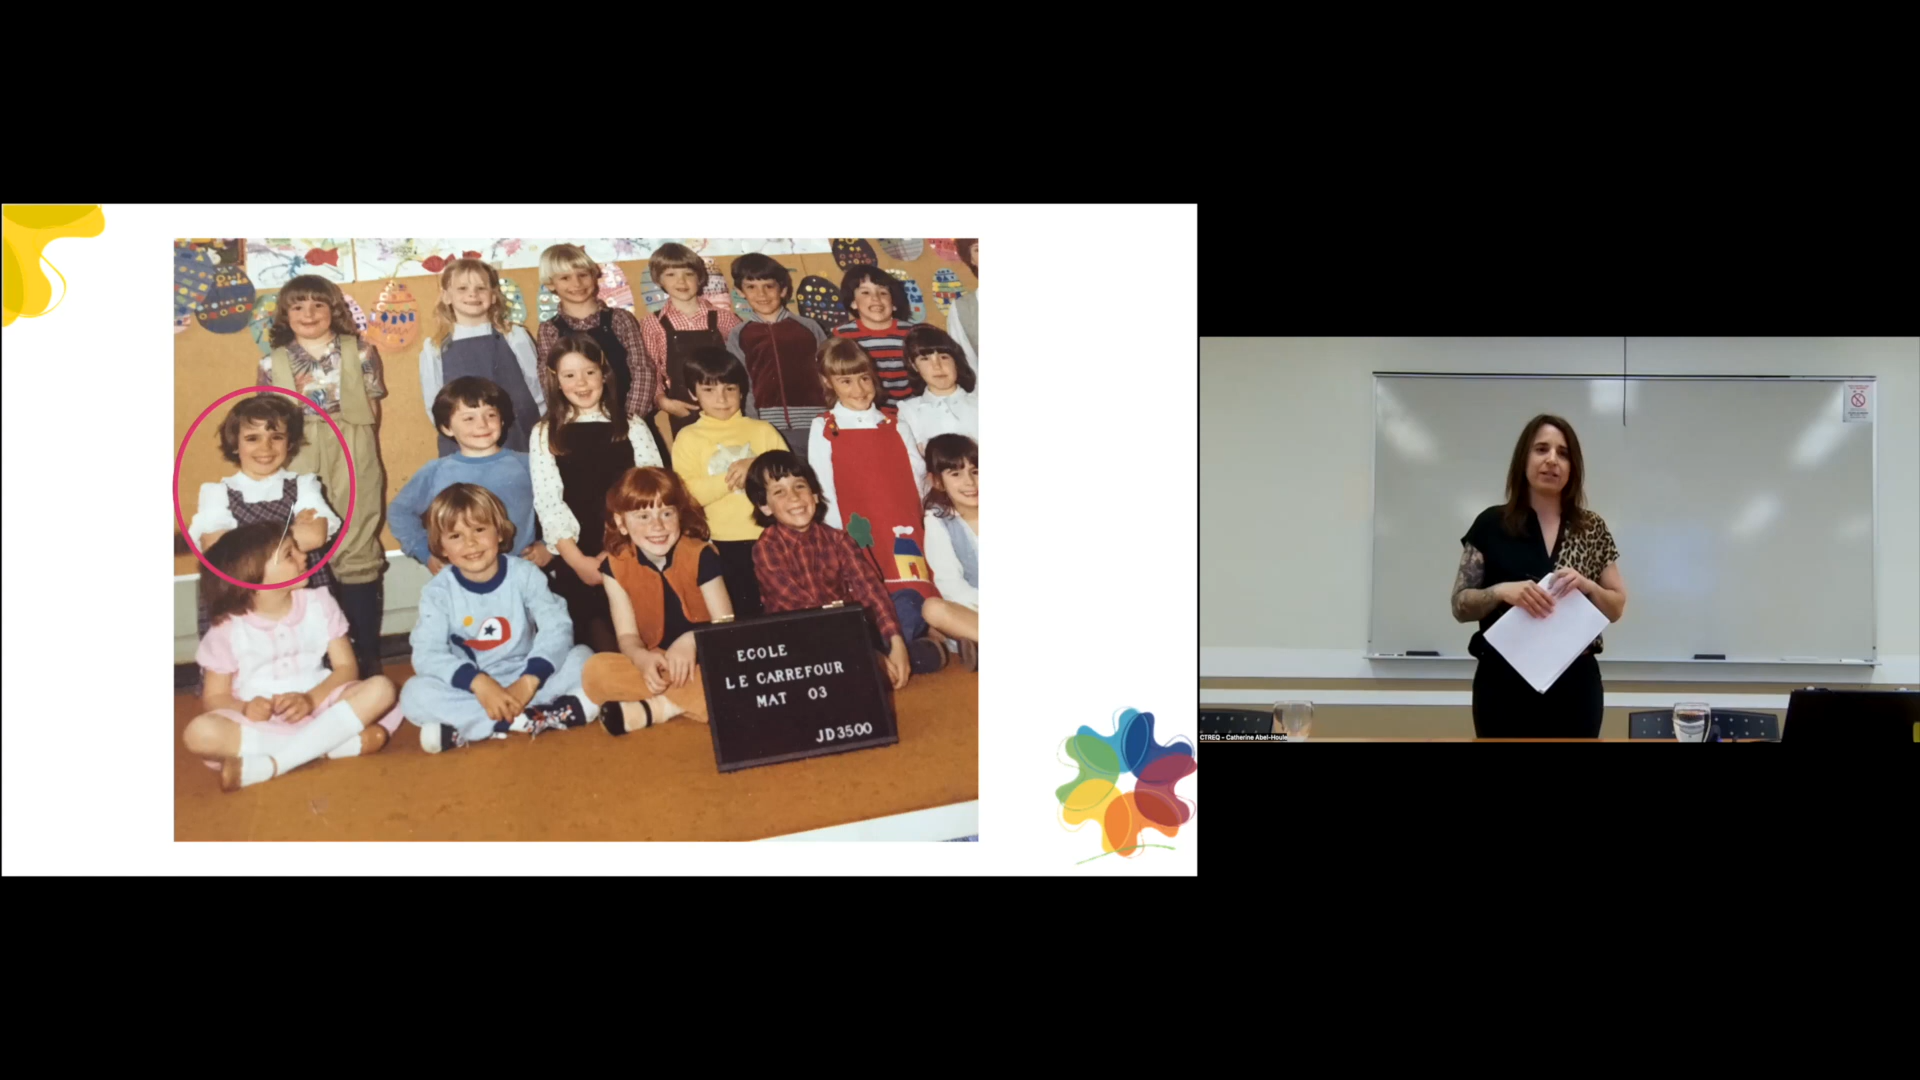 ECOLE
LE CARREFOUR
MAT 03
JD3500
CTREQ - Catherine Abel-Houle